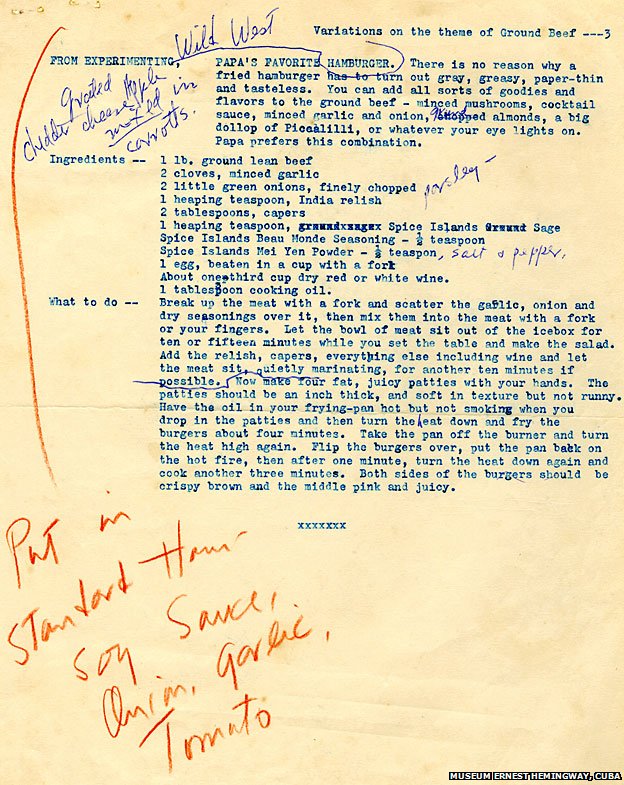 Variations on the theme of Ground Beef ---3
Wild West
FROM EXPERIMENTING, PAPA'S FAVORITE HAMBURGER. There is no reason why a
fried hamburger has to turn out gray, greasy, paper-thin
and tasteless. You can add all sorts of goodies and
flavors to the ground beef - minced mushrooms, cocktail
sauce, minced garlic and onion, almonds, a big
dollop of Piccalilli, or whatever your eye lights on.
Papa prefers this combination.
Grated Apple
chedder cheese
mixed in
carrotts.
Ingredients -- 1 lb. ground lean beef
2 cloves, minced garlic
2 little green onions, finely chopped parsley -
1 heaping teaspoon, India relish
2 tablespoons, capers
1 heaping teaspoon, Spice Islands Sage
Spice Islands Beau Monde Seasoning - ½ teaspoon
Spice Islands Mei Yen Powder - ½ teaspon, salt & pepper,
1 egg, beaten in a cup with a fork
About one-third cup dry red or white wine.
1 tablespoon cooking oil.
What to do -- Break up the meat with a fork and scatter the garlic, onion and
dry seasonings over it, then mix them into the meat with a fork
or your fingers. Let the bowl of meat sit out of the icebox for
ten or fifteen minutes while you set the table and make the salad.
Add the relish, capers, everything else including wine and let
the meat sit, quietly marinating, for another ten minutes if
possible. Now make four fat, juicy patties with your hands. The
patties should be an inch thick, and soft in texture but not runny.
Have the oil in your frying-pan hot but not smoking when you
drop in the patties and then turn the heat down and fry the
burgers about four minutes. Take the pan off the burner and turn
the heat high again. Flip the burgers over, put the pan back on
the hot fire, then after one minute, turn the heat down again and
cook another three minutes. Both sides of the burgers should be
crispy brown and the middle pink and juicy.
xxxxxxx
Put in
Standard Ham-
Soy Sauce,
Onion, Garlic,
Tomato
MUSEUM ERNEST HEMINGWAY, CUBA